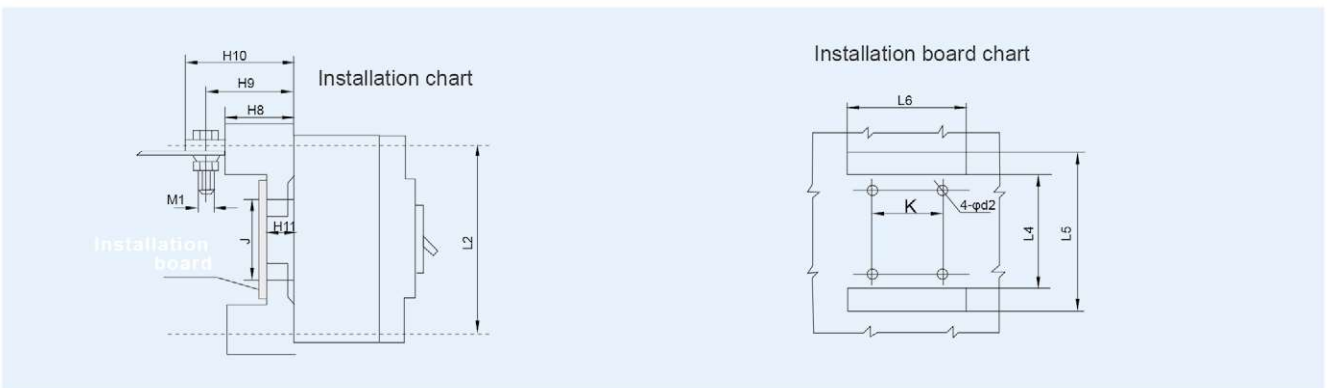 Installation chart
H10
H9
H8
M1
J
H11
L2
Installation
board
Installation board chart
L6
K
4-φd2
L4
L5